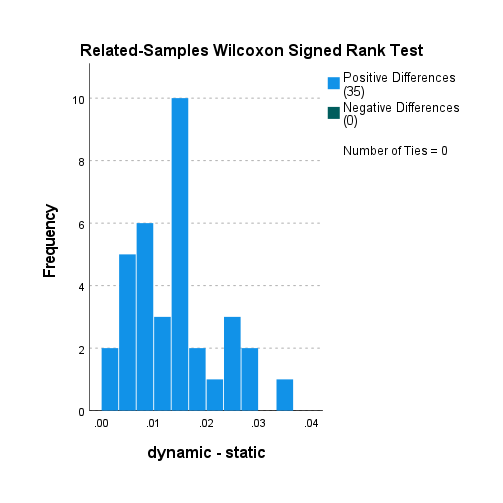 Related-Samples Wilcoxon Signed Rank Test
Positive Differences
(35)
Negative Differences
(0)
Number of Ties = 0
Frequency
10
8
6
4
2
0
.00 .01 .02 .03 .04
dynamic - static